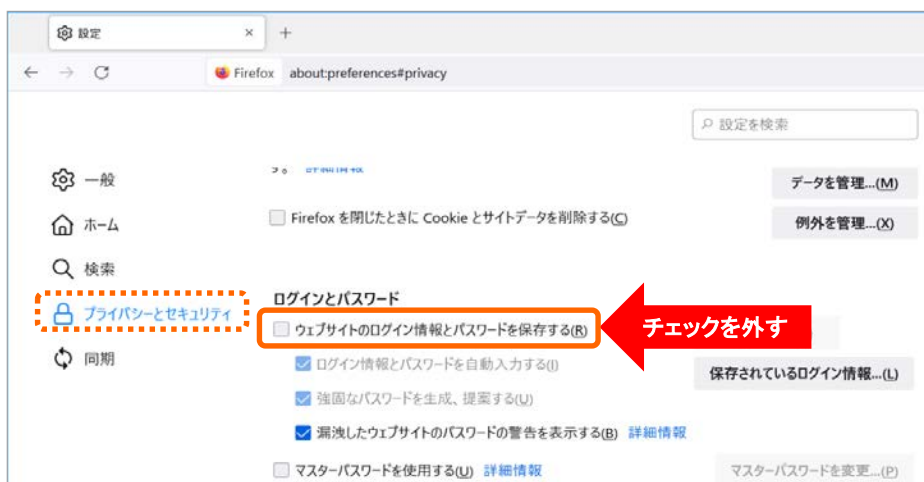 設定
Firefox about:preferences#privacy
設定を検索
一般
す。 詳細情報
データを管理...(M)
ホーム
Firefox を閉じたときに Cookie とサイトデータを削除する(C)
例外を管理...(X)
検索
ログインとパスワード
プライバシーとセキュリティ
ウェブサイトのログイン情報とパスワードを保存する(R)
チェックを外す
同期
ログイン情報とパスワードを自動入力する(I)
保存されているログイン情報...(L)
強固なパスワードを生成、提案する(U)
漏洩したウェブサイトのパスワードの警告を表示する(B) 詳細情報
マスターパスワードを使用する(U) 詳細情報
マスターパスワードを変更...(P)